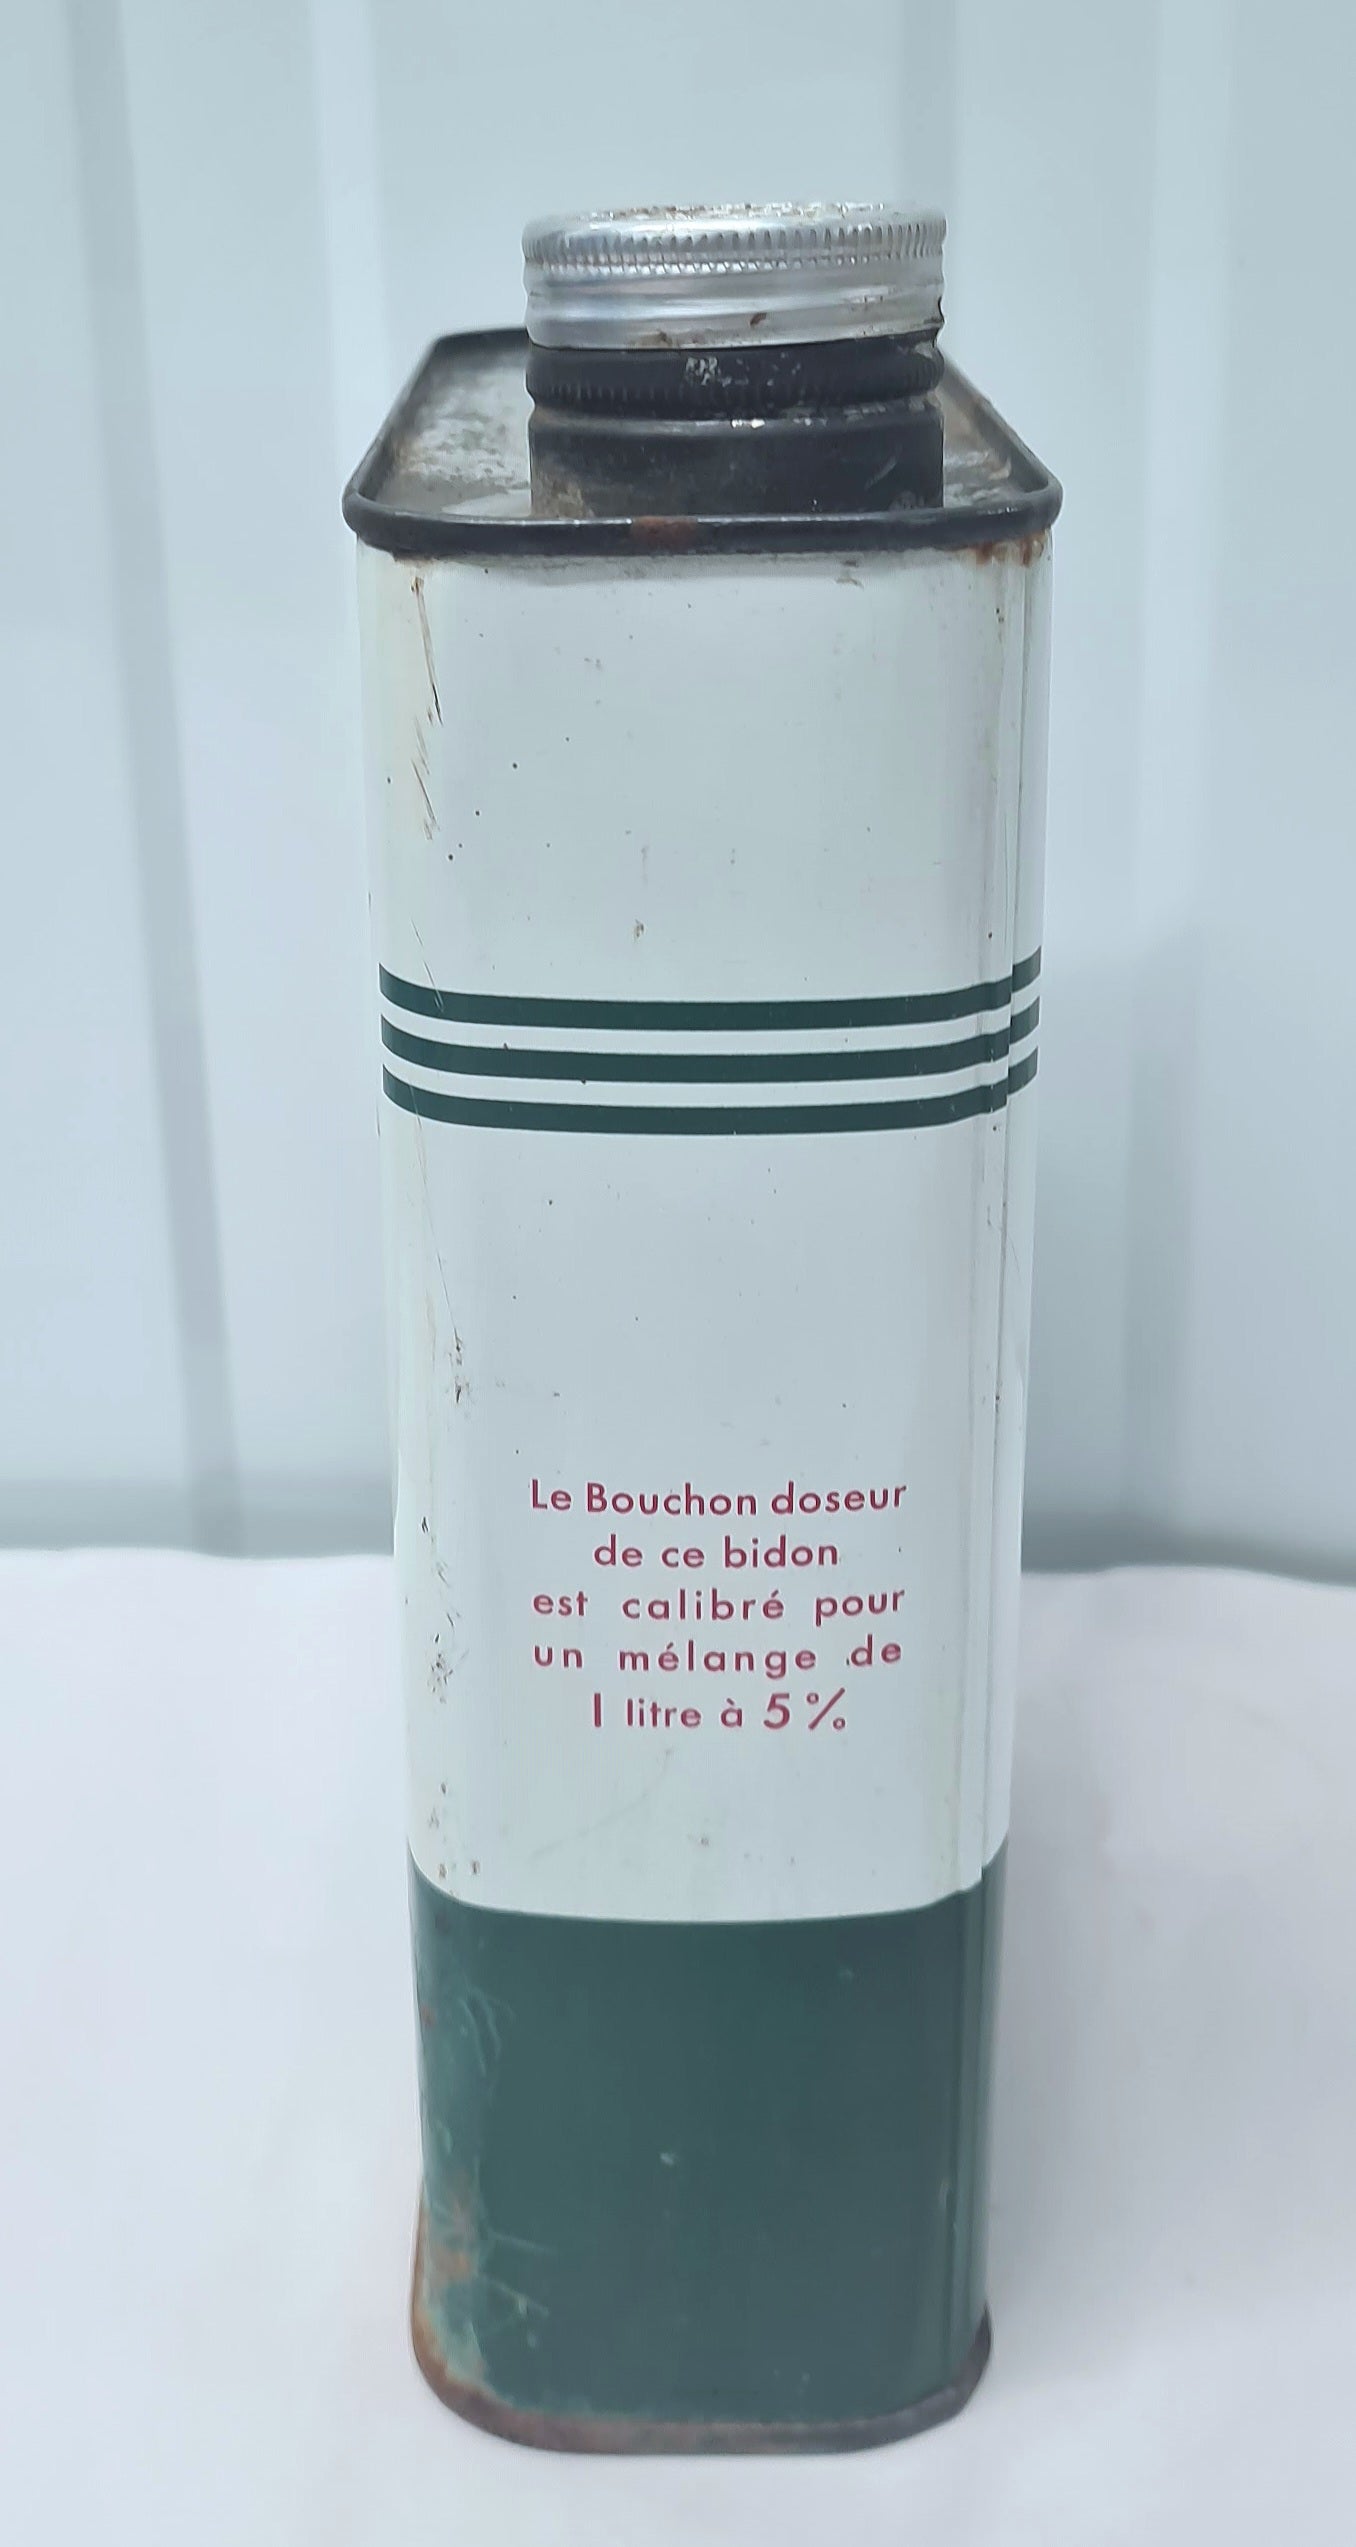 Le Bouchon doseur
de ce bidon
est calibré pour
un mélange de
1 litre à 5%